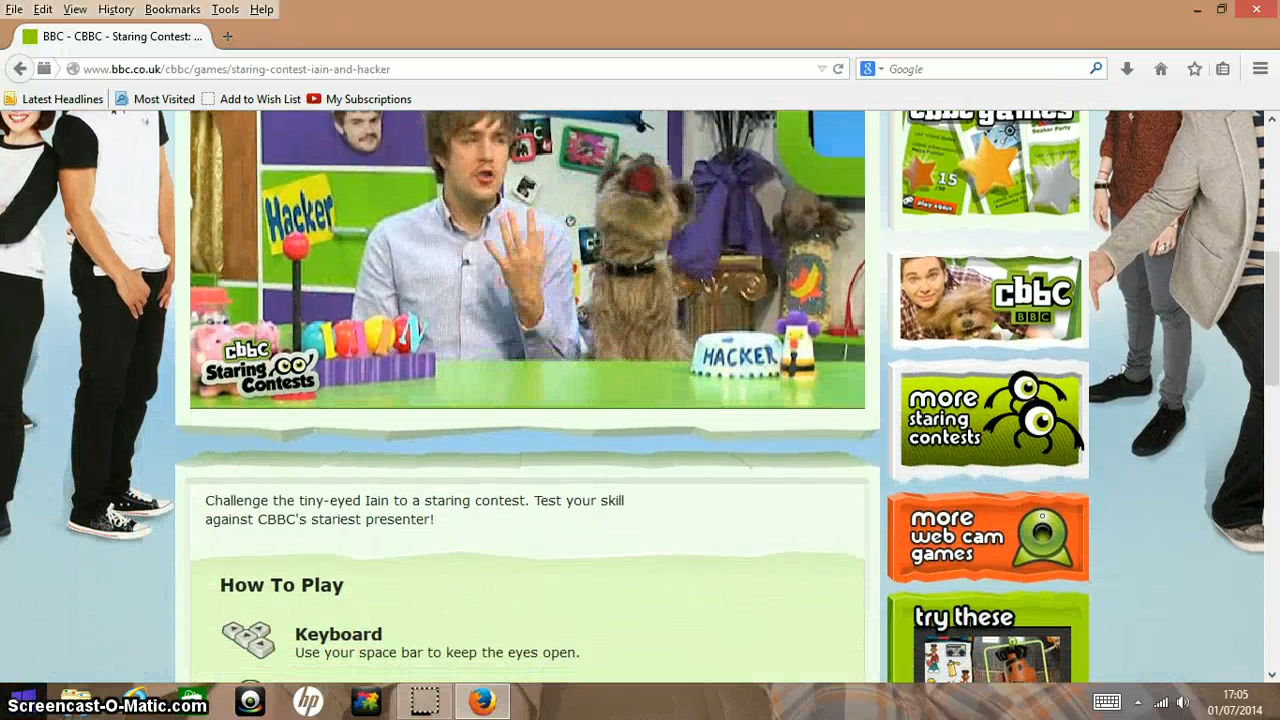 File Edit View History Bookmarks Tools Help
BBC - CBBC - Staring Contest: ...
www.bbc.co.uk/cbbc/games/staring-contest-iain-and-hacker
Google
Latest Headlines Most Visited Add to Wish List My Subscriptions
cbbc games
15
play again
Hacker
HACKER
cbbc
Staring
Contests
cbbc
BBC
more
staring
contests
Challenge the tiny-eyed Iain to a staring contest. Test your skill
against CBBC's stariest presenter!
more
web cam
games
How To Play
try these
Keyboard
Use your space bar to keep the eyes open.
Screencast-O-Matic.com
hp
17:05
01/07/2014